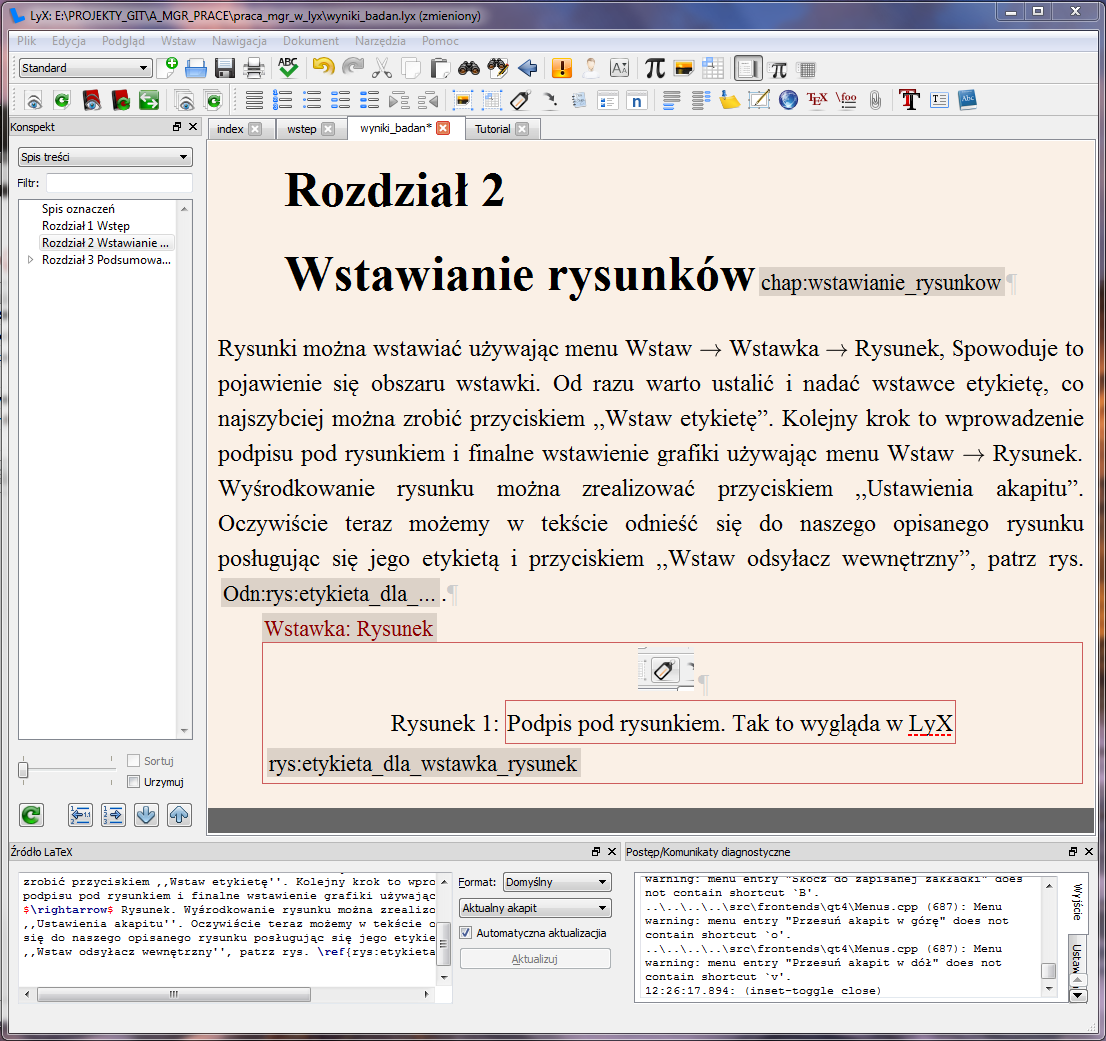 LyX: E:\PROJEKTY_GIT\A_MGR_PRACE\praca_mgr_w_lyx\wyniki_badan.lyx (zmieniony)
Plik Edycja Podgląd Wstaw Nawigacja Dokument Narzędzia Pomoc
Standard
ABC
TEX \foo
T Abc
Konspekt
index wstep wyniki_badan* Tutorial
Spis treści
Filtr:
Spis oznaczeń
Rozdział 1 Wstęp
Rozdział 2 Wstawianie ...
Rozdział 3 Podsumowa...
Sortuj
Urzymuj
Rozdział 2
Wstawianie rysunków chap:wstawianie_rysunkow¶
Rysunki można wstawiać używając menu Wstaw → Wstawka → Rysunek, Spowoduje to
pojawienie się obszaru wstawki. Od razu warto ustalić i nadać wstawce etykietę, co
najszybciej można zrobić przyciskiem ,,Wstaw etykietę”. Kolejny krok to wprowadzenie
podpisu pod rysunkiem i finalne wstawienie grafiki używając menu Wstaw → Rysunek.
Wyśrodkowanie rysunku można zrealizować przyciskiem ,,Ustawienia akapitu”.
Oczywiście teraz możemy w tekście odnieść się do naszego opisanego rysunku
posługując się jego etykietą i przyciskiem ,,Wstaw odsyłacz wewnętrzny”, patrz rys.
Odn:rys:etykieta_dla_... .¶
Wstawka: Rysunek
¶
Rysunek 1: Podpis pod rysunkiem. Tak to wygląda w LyX
rys:etykieta_dla_wstawka_rysunek
Źródło LaTeX
zrobić przyciskiem ,,Wstaw etykietę''. Kolejny krok to wpro
podpisu pod rysunkiem i finalne wstawienie grafiki używając
$\rightarrow$ Rysunek. Wyśrodkowanie rysunku można zrealizo
,,Ustawienia akapitu''. Oczywiście teraz możemy w tekście o
się do naszego opisanego rysunku posługując się jego etykie
,,Wstaw odsyłacz wewnętrzny'', patrz rys. \ref{rys:etykieta
Format: Domyślny
Aktualny akapit
Automatyczna aktualizacja
Aktualizuj
Postęp/Komunikaty diagnostyczne
warning: menu entry "Skocz do zapisanej zakładki" does
not contain shortcut `B'.
..\..\..\..\src\frontends\qt4\Menus.cpp (687): Menu
warning: menu entry "Przesuń akapit w górę" does not
contain shortcut `o'.
..\..\..\..\src\frontends\qt4\Menus.cpp (687): Menu
warning: menu entry "Przesuń akapit w dół" does not
contain shortcut `v'.
12:26:17.894: (inset-toggle close)
Wyjście
Ustaw